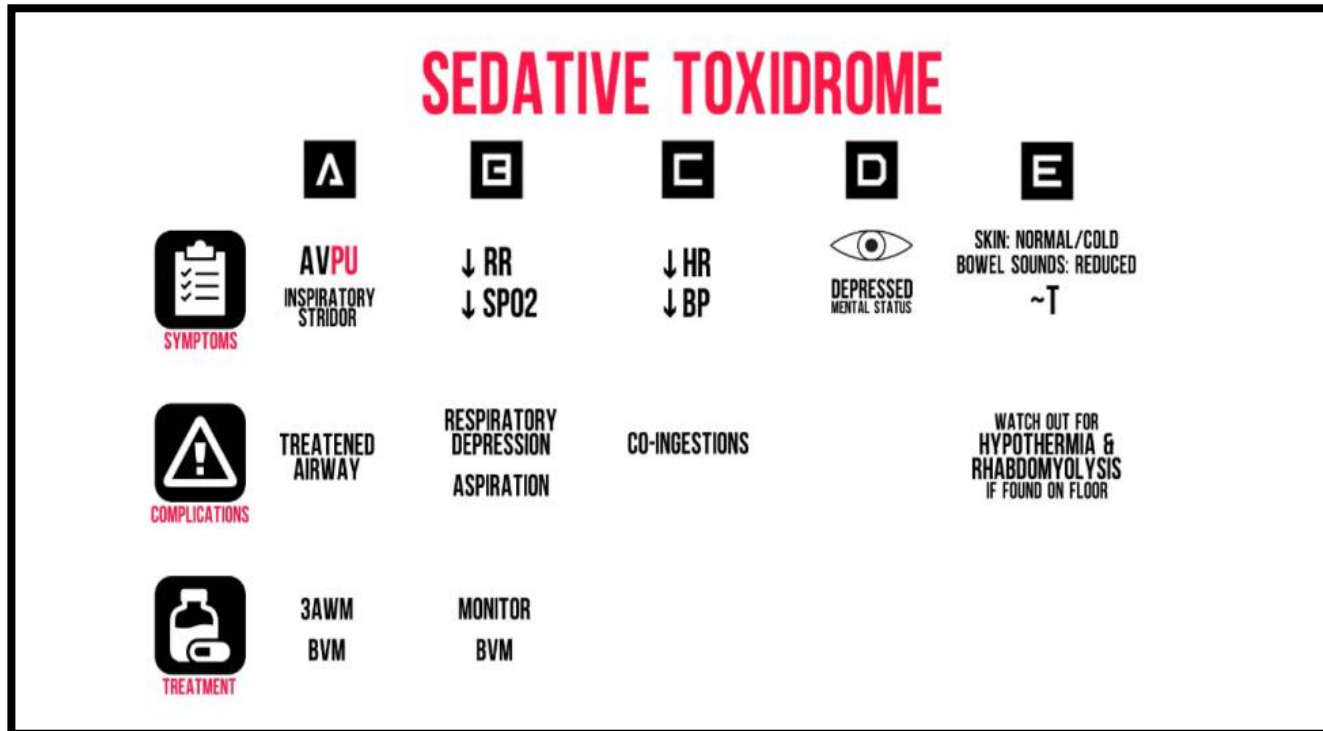 SEDATIVE TOXIDROME
A B C D E
SYMPTOMS
AVPU
INSPIRATORY
STRIDOR
↓ RR
↓ SPO2
↓ HR
↓ BP
DEPRESSED
MENTAL STATUS
SKIN: NORMAL/COLD
BOWEL SOUNDS: REDUCED
~T
COMPLICATIONS
TREATENED
AIRWAY
RESPIRATORY
DEPRESSION
ASPIRATION
CO-INGESTIONS
WATCH OUT FOR
HYPOTHERMIA &
RHABDOMYOLYSIS
IF FOUND ON FLOOR
TREATMENT
3AWM
BVM
MONITOR
BVM